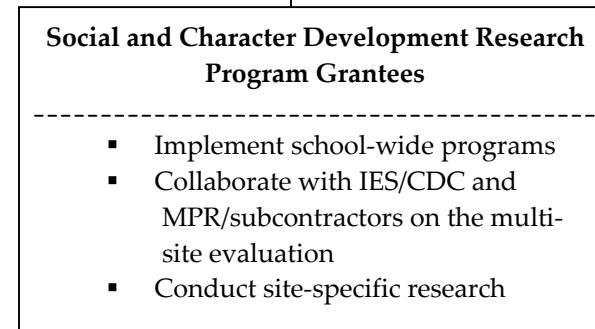 Social and Character Development Research
Program Grantees
▪ Implement school-wide programs
▪ Collaborate with IES/CDC and
MPR/subcontractors on the multi-
site evaluation
▪ Conduct site-specific research